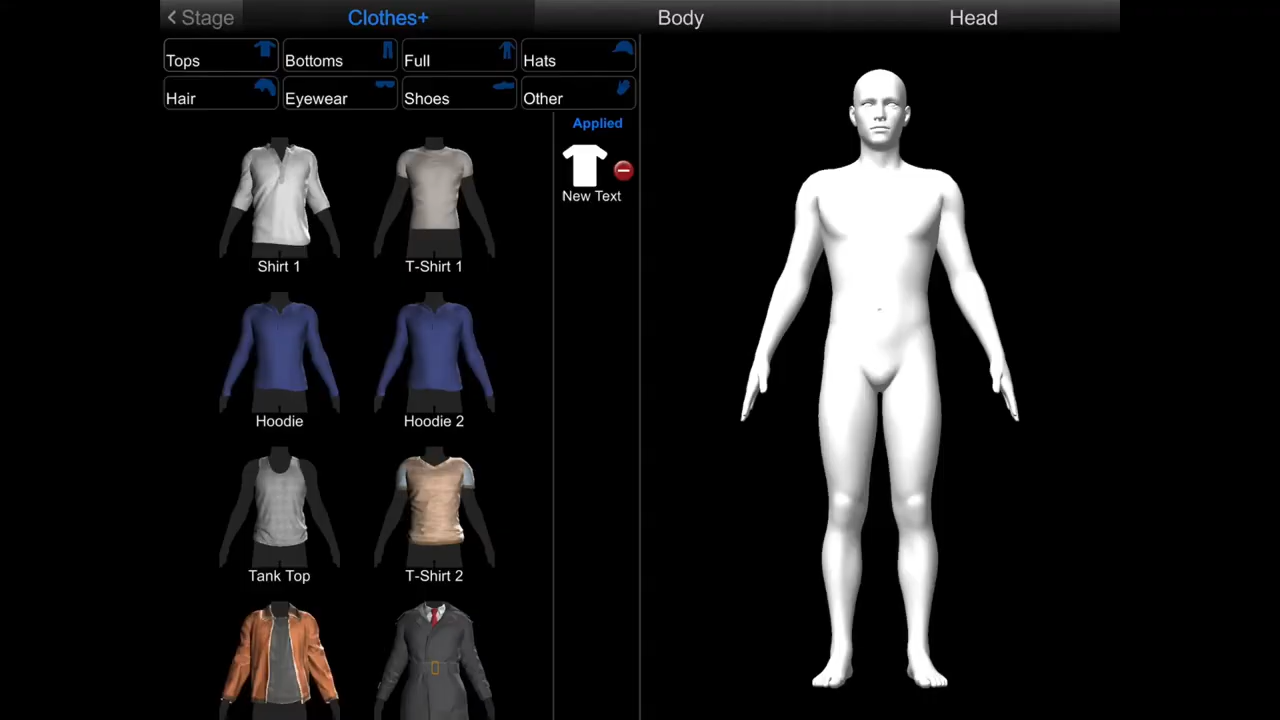 Stage
Clothes+
Body
Head
Tops
Bottoms
Full
Hats
Hair
Eyewear
Shoes
Other
Applied
New Text
Shirt 1
T-Shirt 1
Hoodie
Hoodie 2
Tank Top
T-Shirt 2